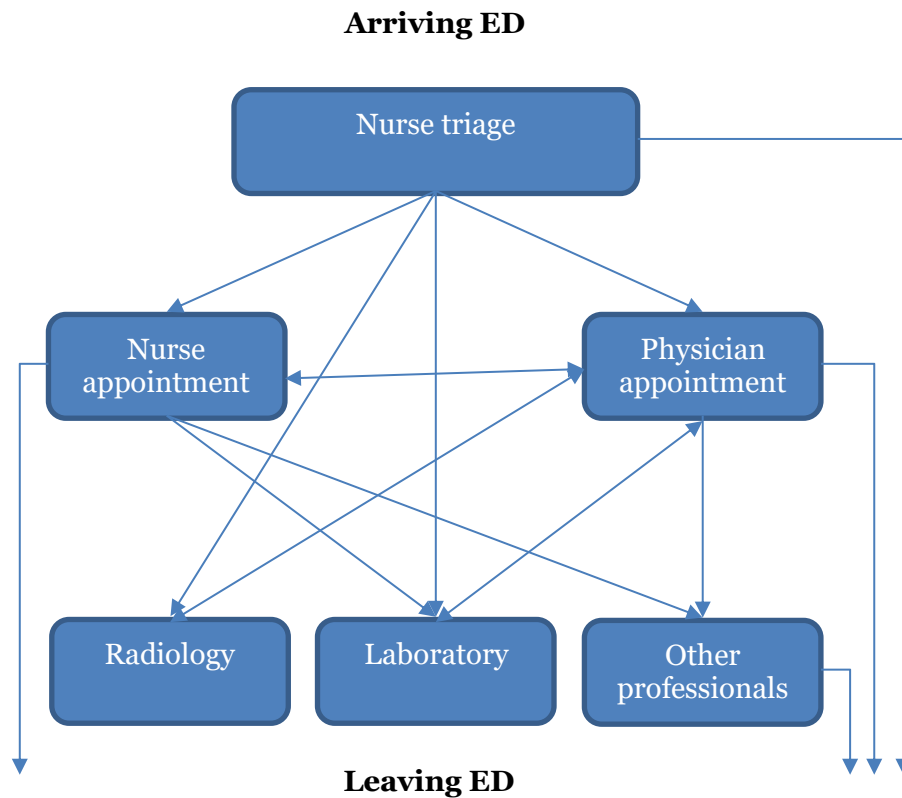 Arriving ED
Nurse triage
Nurse
appointment
Physician
appointment
Radiology
Laboratory
Other
professionals
Leaving ED